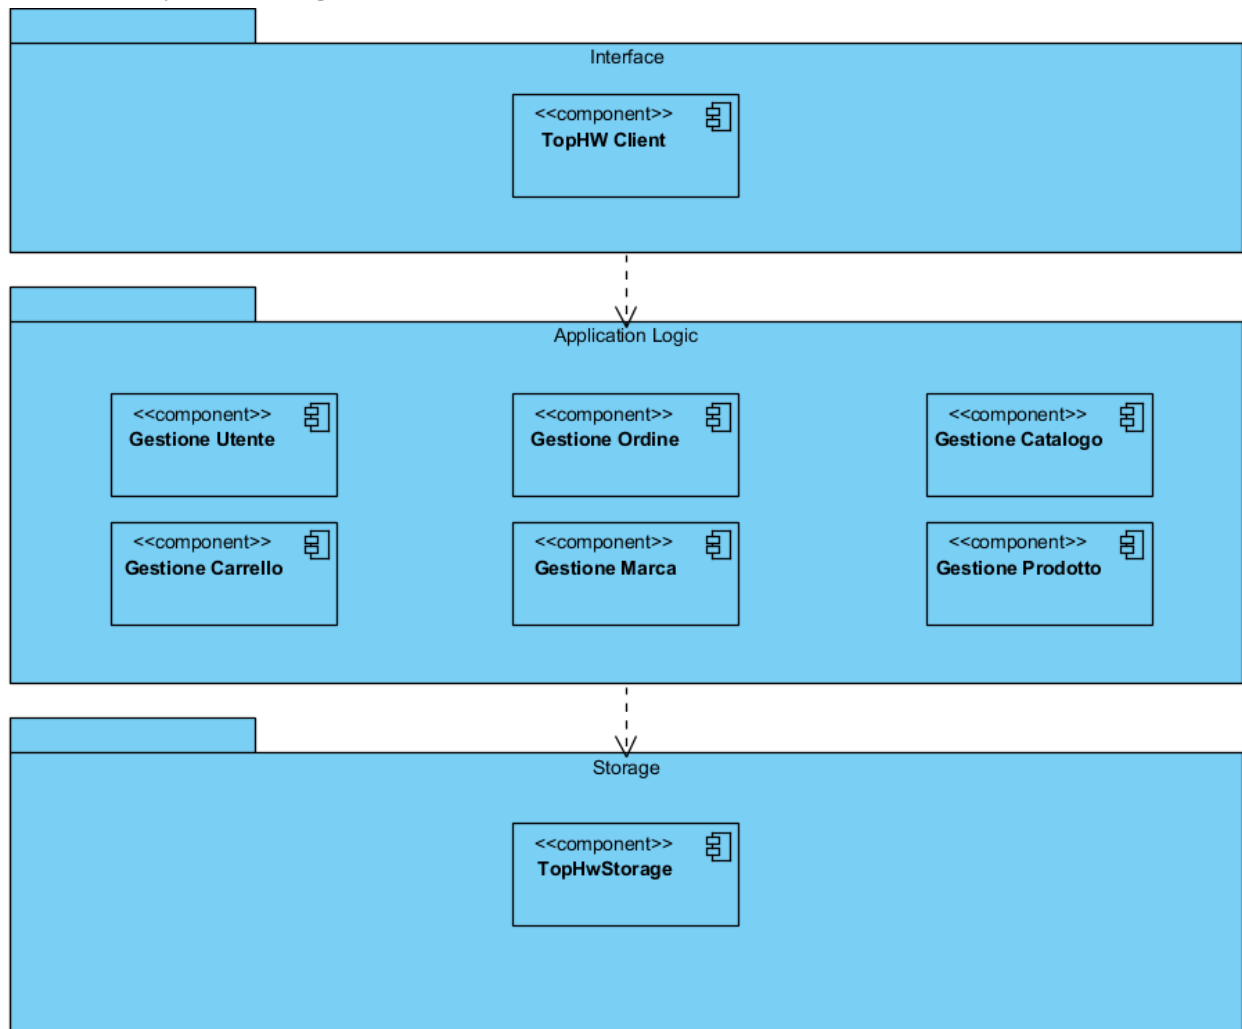 Interface
<<component>>
TopHW Client
Application Logic
<<component>>
Gestione Utente
<<component>>
Gestione Ordine
<<component>>
Gestione Catalogo
<<component>>
Gestione Carrello
<<component>>
Gestione Marca
<<component>>
Gestione Prodotto
Storage
<<component>>
TopHwStorage